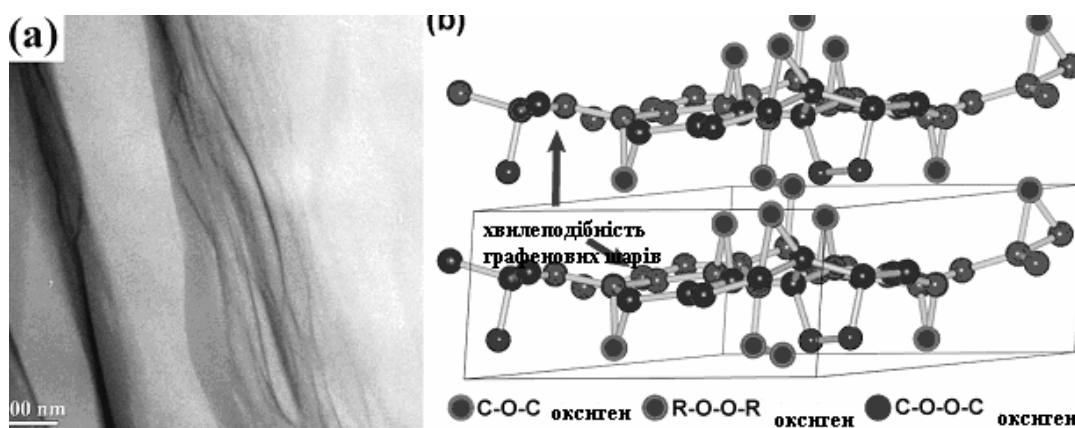 (a)
00 nm
(b)
хвилеподібність
графенових шарів
C-O-C оксиген R-O-O-R оксиген C-O-O-C оксиген